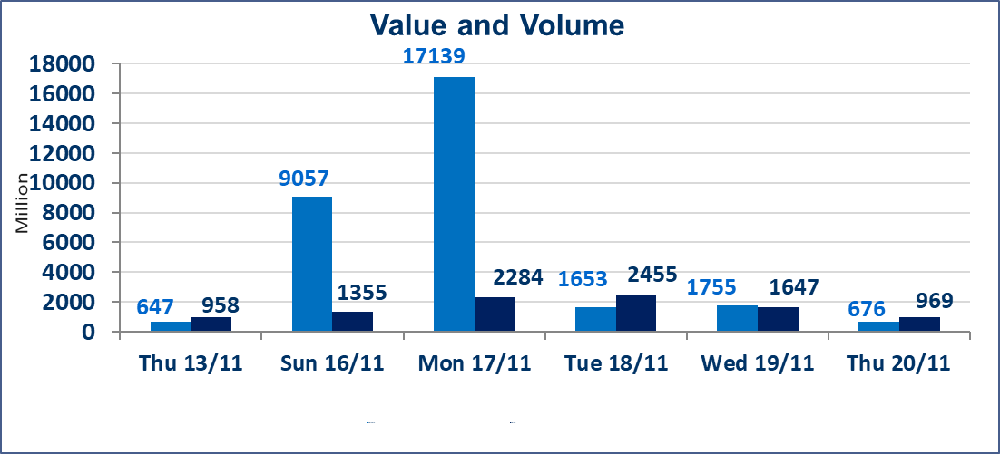 Value and Volume
17139
18000
16000
14000
12000
10000
8000
6000
4000
2000
0
Million
9057
647
958
1355
2284
1653
2455
1755
1647
676
969
Thu 13/11
Sun 16/11
Mon 17/11
Tue 18/11
Wed 19/11
Thu 20/11